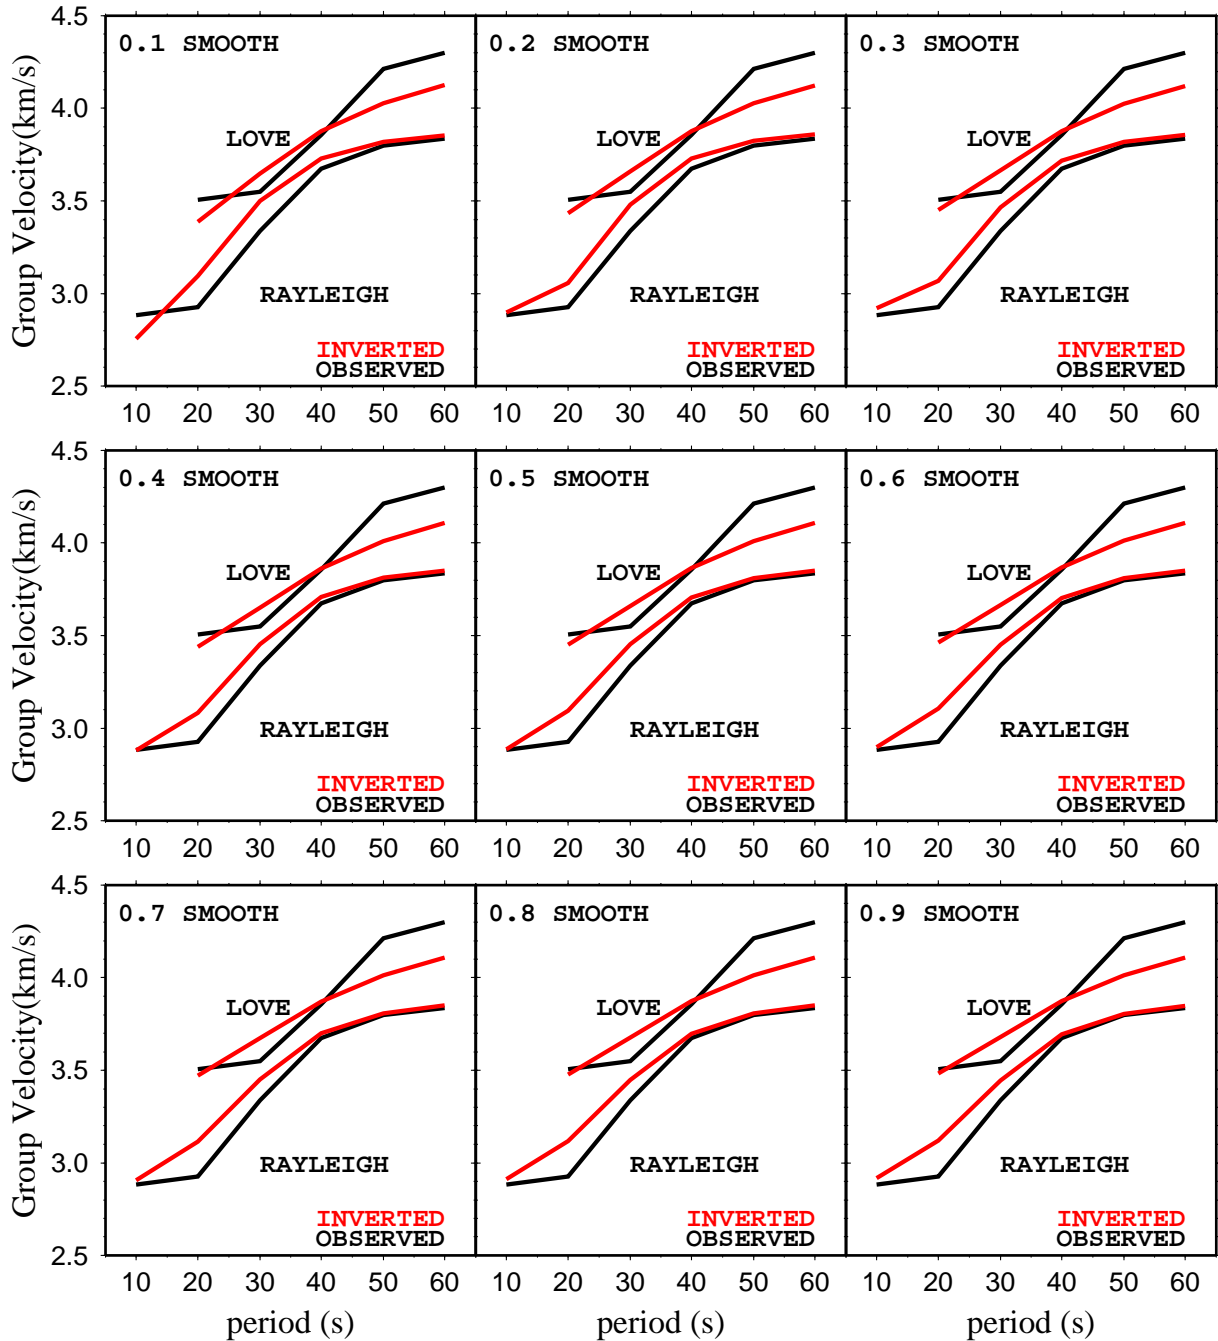 4.5
0.1 SMOOTH
0.2 SMOOTH
0.3 SMOOTH
4.0
LOVE
LOVE
LOVE
3.5
3.0
RAYLEIGH
RAYLEIGH
RAYLEIGH
INVERTED
INVERTED
INVERTED
OBSERVED
OBSERVED
OBSERVED
2.5
Group Velocity(km/s)
10 20 30 40 50 60
10 20 30 40 50 60
10 20 30 40 50 60
4.5
0.4 SMOOTH
0.5 SMOOTH
0.6 SMOOTH
4.0
LOVE
LOVE
LOVE
3.5
3.0
RAYLEIGH
RAYLEIGH
RAYLEIGH
INVERTED
INVERTED
INVERTED
OBSERVED
OBSERVED
OBSERVED
2.5
Group Velocity(km/s)
10 20 30 40 50 60
10 20 30 40 50 60
10 20 30 40 50 60
4.5
0.7 SMOOTH
0.8 SMOOTH
0.9 SMOOTH
4.0
LOVE
LOVE
LOVE
3.5
3.0
RAYLEIGH
RAYLEIGH
RAYLEIGH
INVERTED
INVERTED
INVERTED
OBSERVED
OBSERVED
OBSERVED
2.5
Group Velocity(km/s)
10 20 30 40 50 60
10 20 30 40 50 60
10 20 30 40 50 60
period (s)
period (s)
period (s)